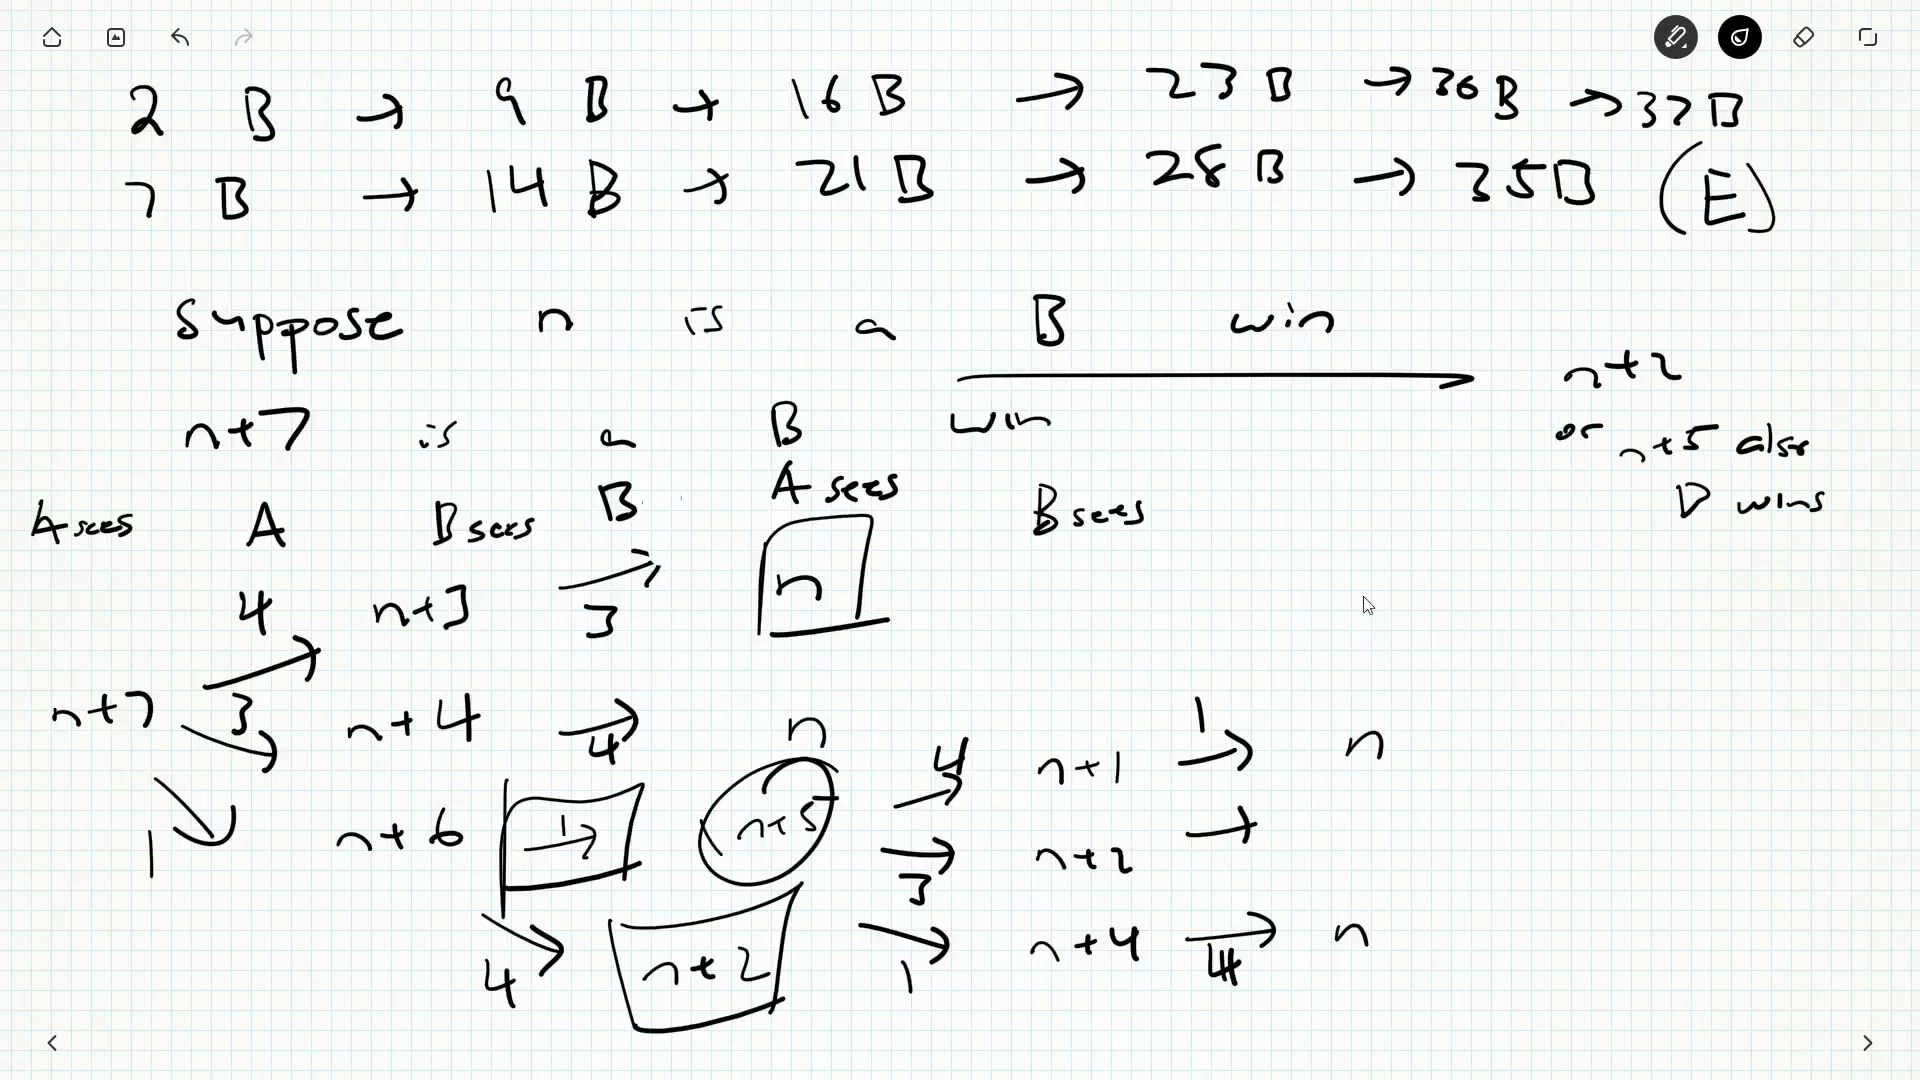 2 B → 9 B → 16 B → 23 B → 30 B → 37 B
7 B → 14 B → 21 B → 28 B → 35 B (E)
Suppose n is a B win
n+2
n+7 is a B win
or n+5 also
B wins
A sees A B sees B A sees B sees
4 n+3 → 3 n
n+7 3 n+4 → 4 n 4 n+1 1 → n
1 n+6 1 → n+5 → 3 n+2 →
4 n+2 1 n+4 → 4 n